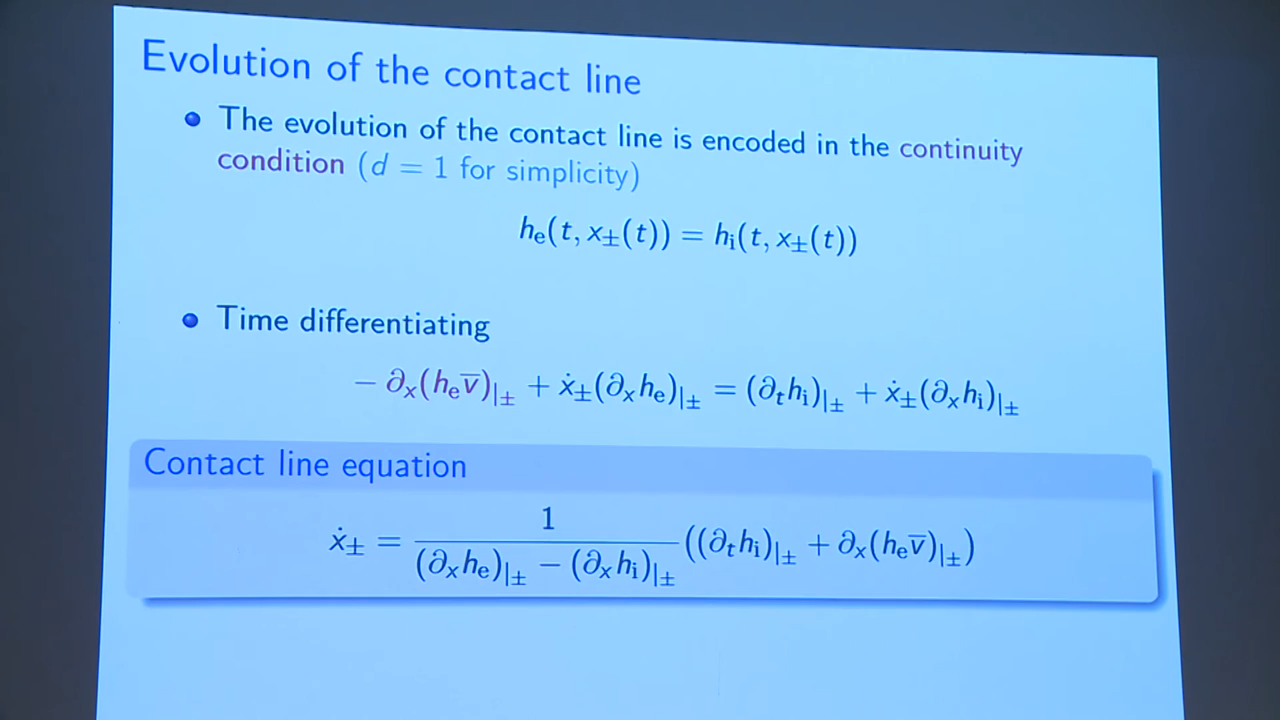 Evolution of the contact line
The evolution of the contact line is encoded in the continuity
condition (d = 1 for simplicity)
hₑ(t, x±(t)) = hᵢ(t, x±(t))
Time differentiating
− ∂ₓ(hₑv̅)|± + ẋ±(∂ₓhₑ)|± = (∂ₜhᵢ)|± + ẋ±(∂ₓhᵢ)|±
Contact line equation
ẋ± = 1 / ((∂ₓhₑ)|± − (∂ₓhᵢ)|±) ((∂ₜhᵢ)|± + ∂ₓ(hₑv̅)|±)